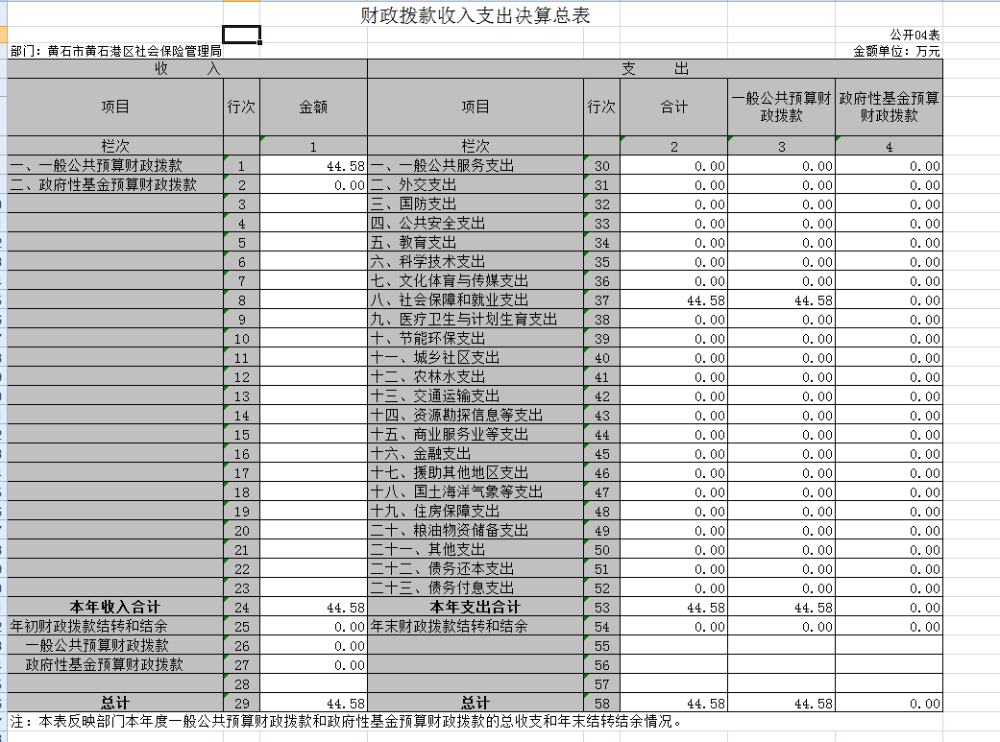 财政拨款收入支出决算总表
公开04表
部门：黄石市黄石港区社会保险管理局 金额单位：万元
收 入 支 出
项目 行次 金额 项目 行次 合计 一般公共预算财政拨款 政府性基金预算财政拨款
栏次 1 栏次 2 3 4
一、一般公共预算财政拨款 1 44.58 一、一般公共服务支出 30 0.00 0.00 0.00
二、政府性基金预算财政拨款 2 0.00 二、外交支出 31 0.00 0.00 0.00
3 三、国防支出 32 0.00 0.00 0.00
4 四、公共安全支出 33 0.00 0.00 0.00
5 五、教育支出 34 0.00 0.00 0.00
6 六、科学技术支出 35 0.00 0.00 0.00
7 七、文化体育与传媒支出 36 0.00 0.00 0.00
8 八、社会保障和就业支出 37 44.58 44.58 0.00
9 九、医疗卫生与计划生育支出 38 0.00 0.00 0.00
10 十、节能环保支出 39 0.00 0.00 0.00
11 十一、城乡社区支出 40 0.00 0.00 0.00
12 十二、农林水支出 41 0.00 0.00 0.00
13 十三、交通运输支出 42 0.00 0.00 0.00
14 十四、资源勘探信息等支出 43 0.00 0.00 0.00
15 十五、商业服务业等支出 44 0.00 0.00 0.00
16 十六、金融支出 45 0.00 0.00 0.00
17 十七、援助其他地区支出 46 0.00 0.00 0.00
18 十八、国土海洋气象等支出 47 0.00 0.00 0.00
19 十九、住房保障支出 48 0.00 0.00 0.00
20 二十、粮油物资储备支出 49 0.00 0.00 0.00
21 二十一、其他支出 50 0.00 0.00 0.00
22 二十二、债务还本支出 51 0.00 0.00 0.00
23 二十三、债务付息支出 52 0.00 0.00 0.00
本年收入合计 24 44.58 本年支出合计 53 44.58 44.58 0.00
年初财政拨款结转和结余 25 0.00 年末财政拨款结转和结余 54 0.00 0.00 0.00
一般公共预算财政拨款 26 0.00 55
政府性基金预算财政拨款 27 0.00 56
28 57
总计 29 44.58 总计 58 44.58 44.58 0.00
注：本表反映部门本年度一般公共预算财政拨款和政府性基金预算财政拨款的总收支和年末结转结余情况。